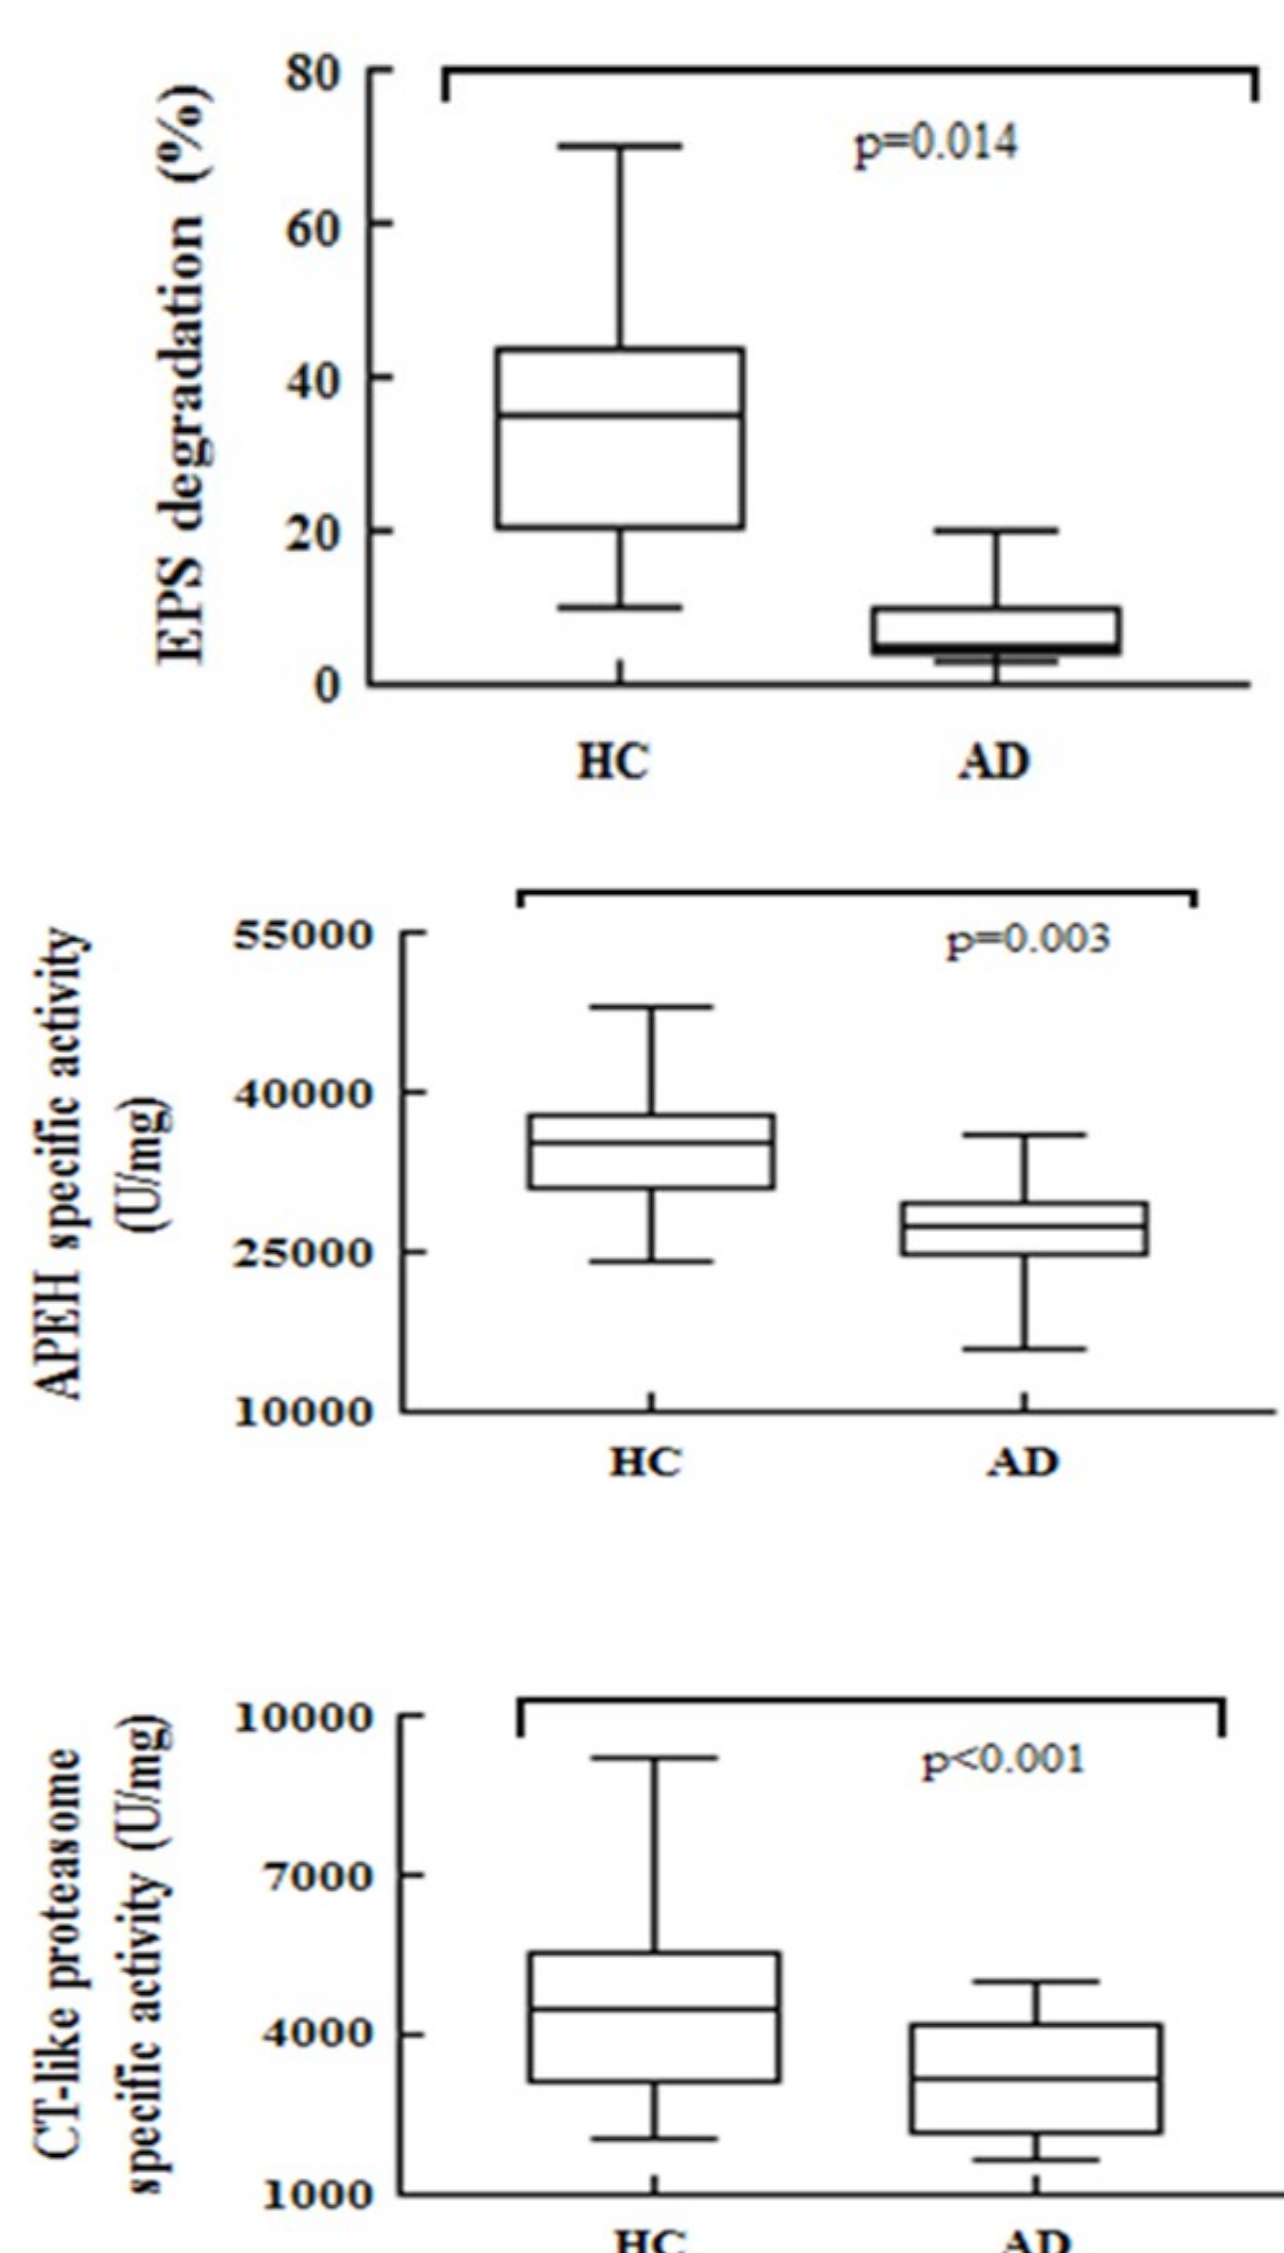 EPS degradation (%)
80
60
40
20
0
p=0.014
HC
AD
APEH specific activity
(U/mg)
55000
40000
25000
10000
p=0.003
HC
AD
CT-like proteasome
specific activity (U/mg)
10000
7000
4000
1000
p<0.001
HC
AD